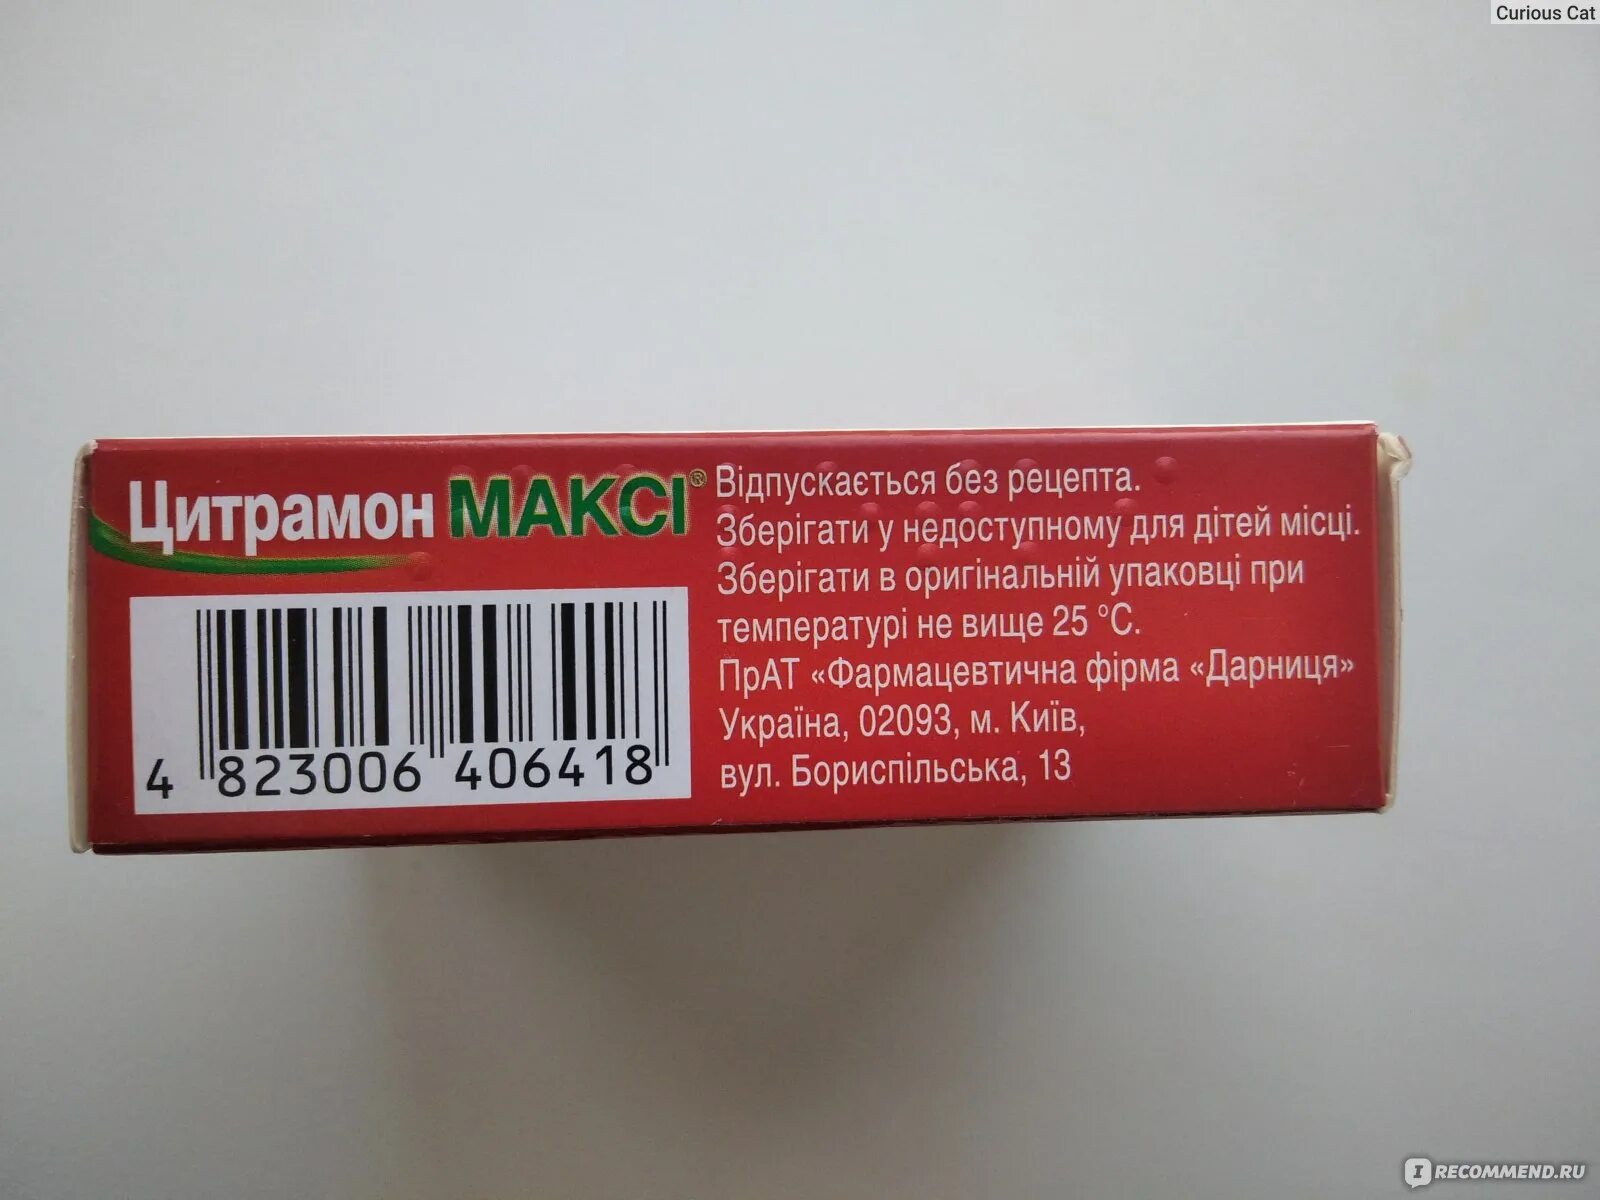 Curious Cat
Цитрамон МАКСІ®
4 823006 406418
Відпускається без рецепта.
Зберігати у недоступному для дітей місці.
Зберігати в оригінальній упаковці при
температурі не вище 25 °С.
ПрАТ «Фармацевтична фірма «Дарниця»
Україна, 02093, м. Київ,
вул. Бориспільська, 13
IRECOMMEND.RU